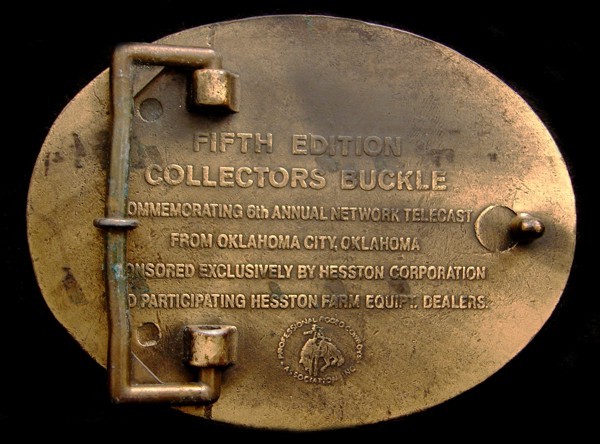 FIFTH EDITION
COLLECTORS BUCKLE
OMMEMORATING 6th ANNUAL NETWORK TELECAST
FROM OKLAHOMA CITY, OKLAHOMA
ONSORED EXCLUSIVELY BY HESSTON CORPORATION
D PARTICIPATING HESSTON FARM EQUIPT. DEALERS.
PROFESSIONAL RODEO COWBOYS
ASSOCIATION INC